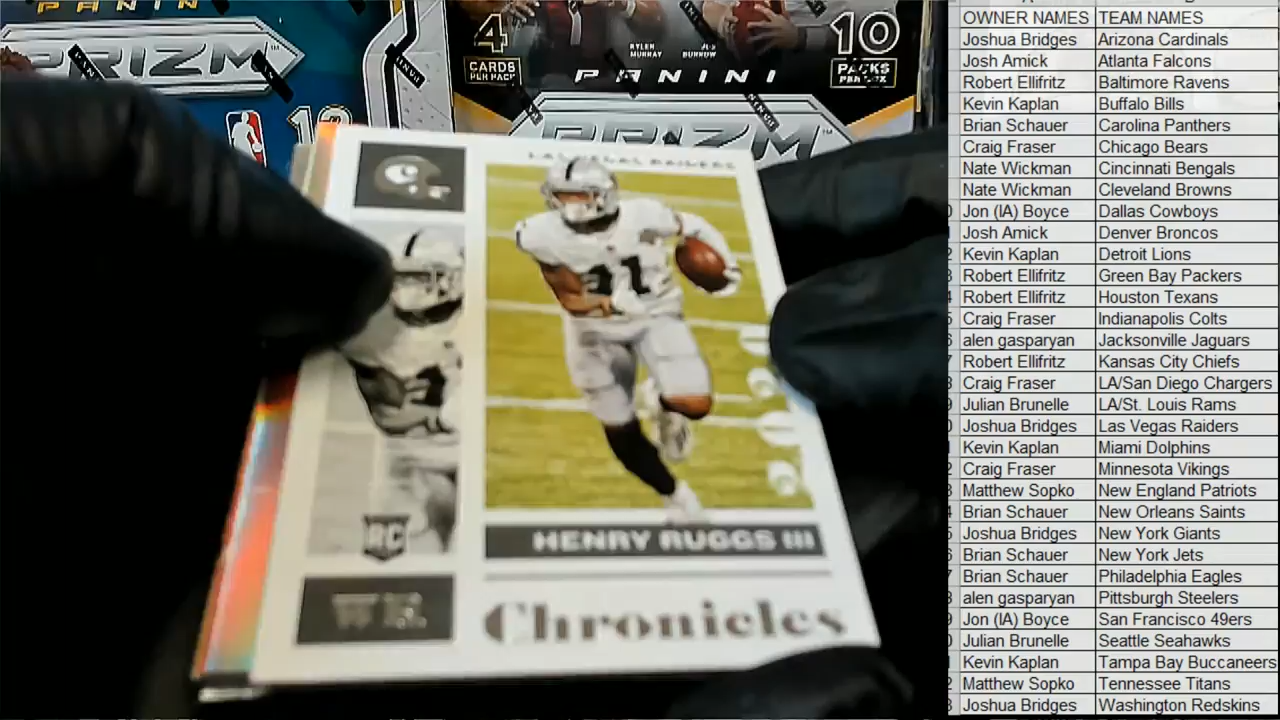 PANINI
PRIZM
4
CARDS
PER PACK
KYLER
MURRAY
JOE
BURROW
10
PACKS
PER BOX
PANINI
PRIZM
LAS VEGAS RAIDERS
RC
WR
HENRY RUGGS III
Chronicles
OWNER NAMES TEAM NAMES
Joshua Bridges Arizona Cardinals
Josh Amick Atlanta Falcons
Robert Ellifritz Baltimore Ravens
Kevin Kaplan Buffalo Bills
Brian Schauer Carolina Panthers
Craig Fraser Chicago Bears
Nate Wickman Cincinnati Bengals
Nate Wickman Cleveland Browns
Jon (IA) Boyce Dallas Cowboys
Josh Amick Denver Broncos
Kevin Kaplan Detroit Lions
Robert Ellifritz Green Bay Packers
Robert Ellifritz Houston Texans
Craig Fraser Indianapolis Colts
alen gasparyan Jacksonville Jaguars
Robert Ellifritz Kansas City Chiefs
Craig Fraser LA/San Diego Chargers
Julian Brunelle LA/St. Louis Rams
Joshua Bridges Las Vegas Raiders
Kevin Kaplan Miami Dolphins
Craig Fraser Minnesota Vikings
Matthew Sopko New England Patriots
Brian Schauer New Orleans Saints
Joshua Bridges New York Giants
Brian Schauer New York Jets
Brian Schauer Philadelphia Eagles
alen gasparyan Pittsburgh Steelers
Jon (IA) Boyce San Francisco 49ers
Julian Brunelle Seattle Seahawks
Kevin Kaplan Tampa Bay Buccaneers
Matthew Sopko Tennessee Titans
Joshua Bridges Washington Redskins